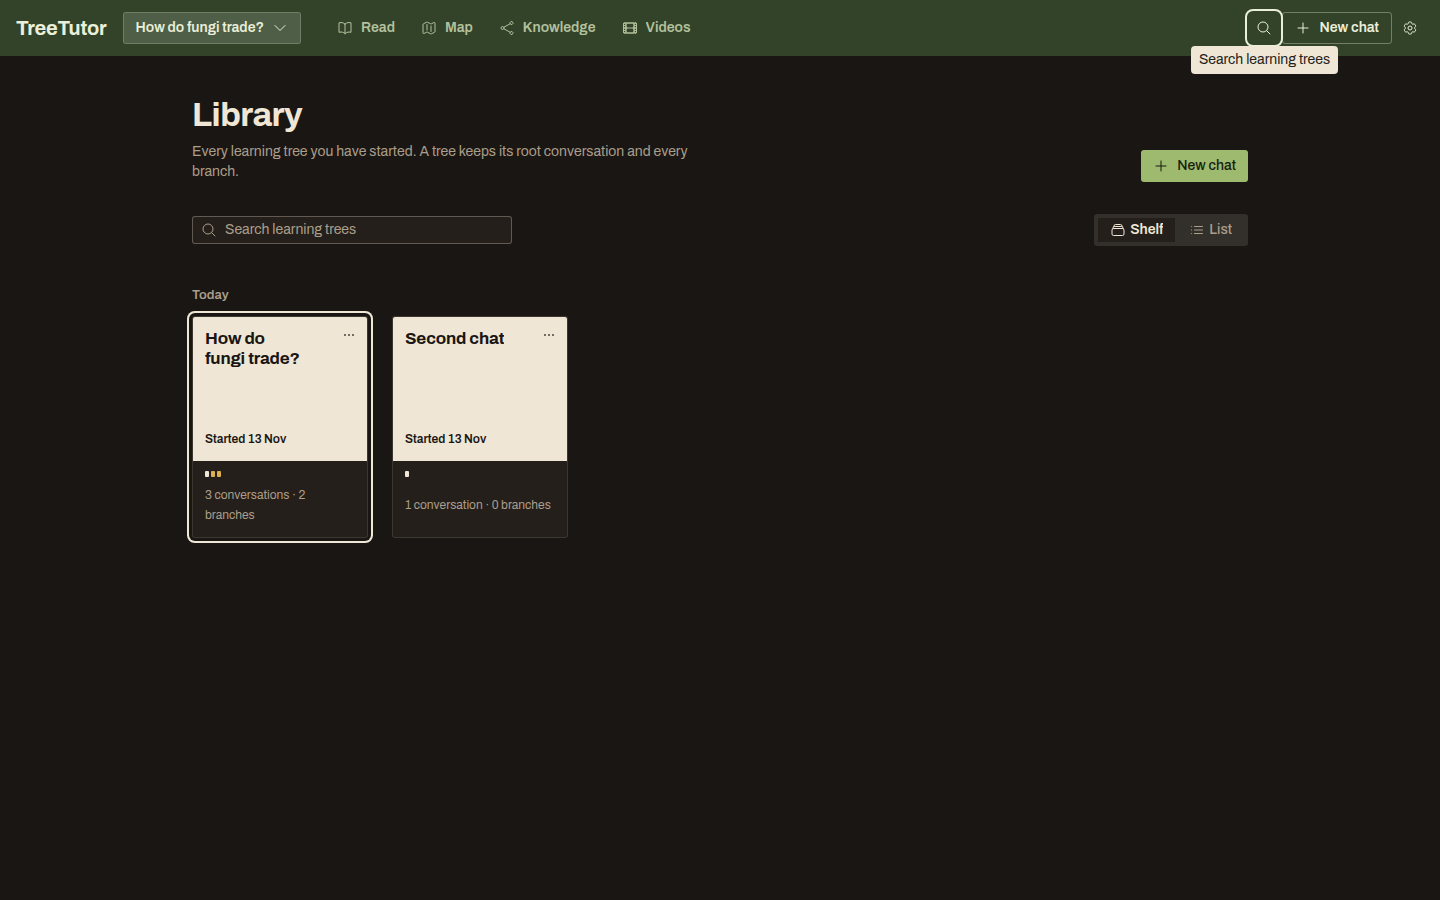 TreeTutor
How do fungi trade?
Read
Map
Knowledge
Videos
New chat
Search learning trees
Library
Every learning tree you have started. A tree keeps its root conversation and every
branch.
New chat
Search learning trees
Shelf
List
Today
How do
fungi trade?
Started 13 Nov
3 conversations · 2
branches
Second chat
Started 13 Nov
1 conversation · 0 branches